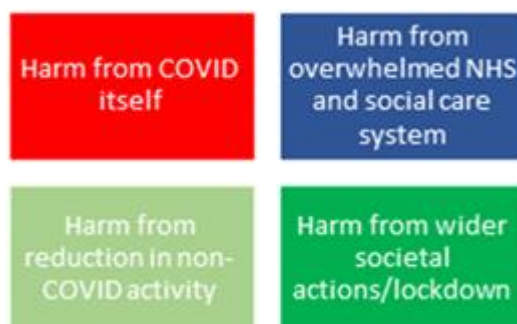 Harm from COVID
itself
Harm from
overwhelmed NHS
and social care
system
Harm from
reduction in non-
COVID activity
Harm from wider
societal
actions/lockdown